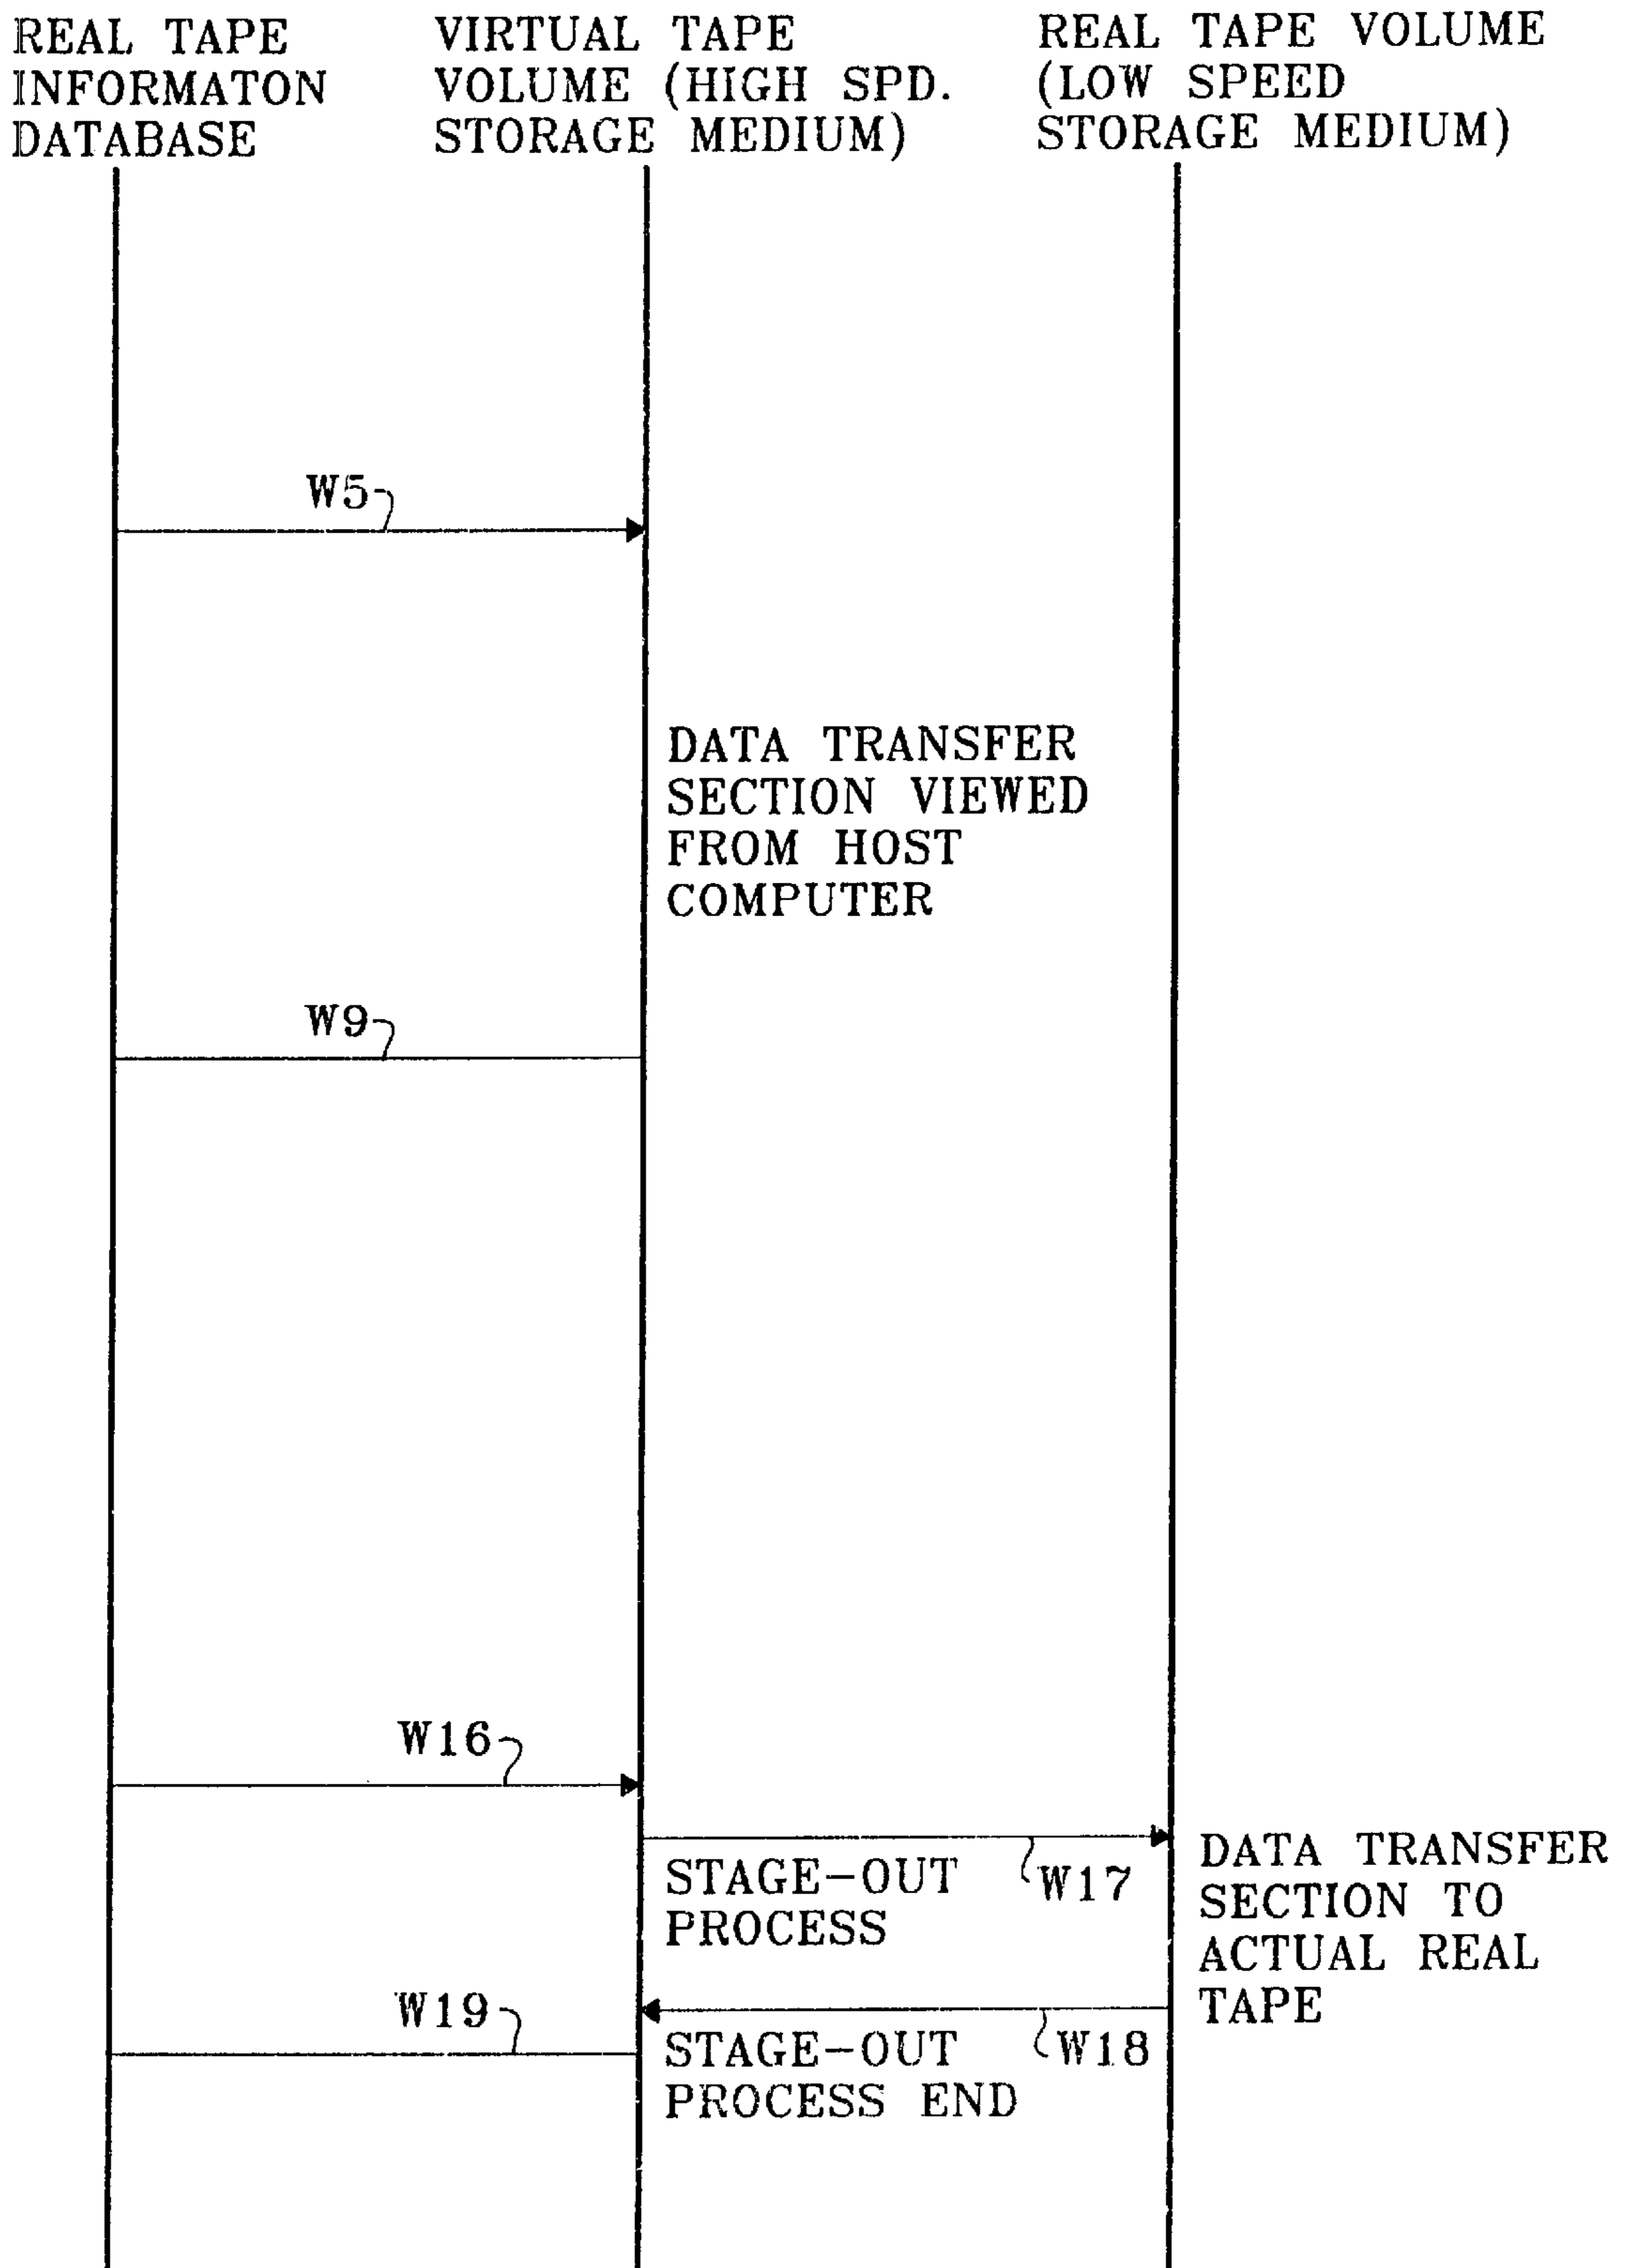 REAL TAPE
INFORMATON
DATABASE
VIRTUAL TAPE
VOLUME (HIGH SPD.
STORAGE MEDIUM)
REAL TAPE VOLUME
(LOW SPEED
STORAGE MEDIUM)
W5
DATA TRANSFER
SECTION VIEWED
FROM HOST
COMPUTER
W9
W16
W17
STAGE-OUT
PROCESS
DATA TRANSFER
SECTION TO
ACTUAL REAL
TAPE
W19
W18
STAGE-OUT
PROCESS END